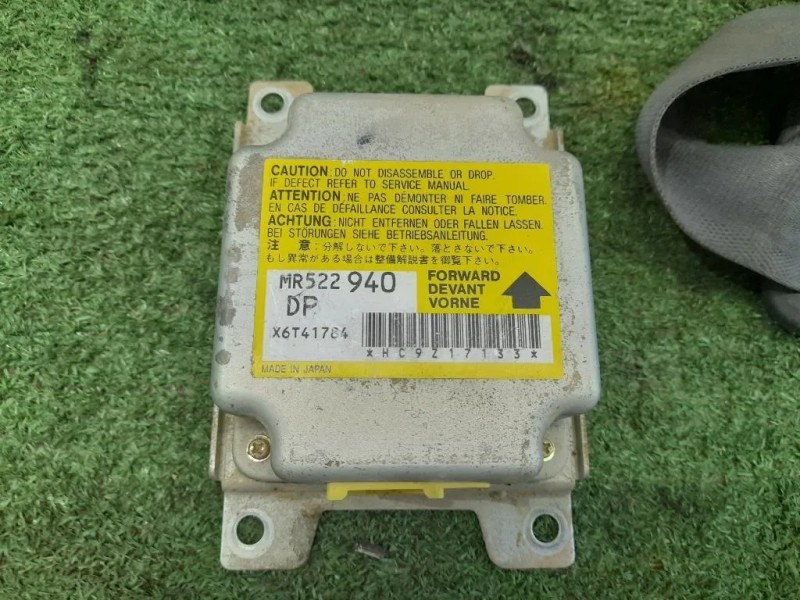 CAUTION: DO NOT DISASSEMBLE OR DROP.
IF DEFECT REFER TO SERVICE MANUAL.
ATTENTION: NE PAS DÉMONTER NI FAIRE TOMBER.
EN CAS DE DÉFAILLANCE CONSULTER LA NOTICE.
ACHTUNG: NICHT ENTFERNEN ODER FALLEN LASSEN.
BEI STÖRUNGEN SIEHE BETRIEBSANLEITUNG.
注 意:分解しないで下さい。落とさないで下さい。
もし異常がある場合は整備解説書を御覧下さい。
MR522 940
DP
FORWARD
DEVANT
VORNE
X6T41784
*HC9Z17133*
MADE IN JAPAN